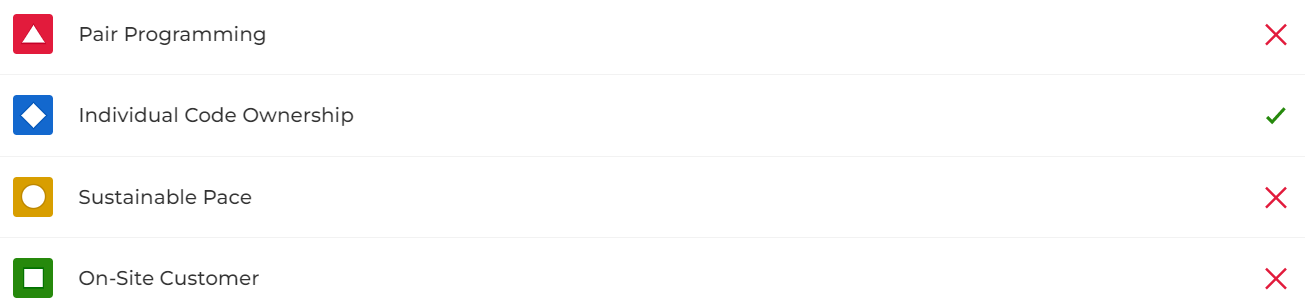 Pair Programming
Individual Code Ownership
Sustainable Pace
On-Site Customer